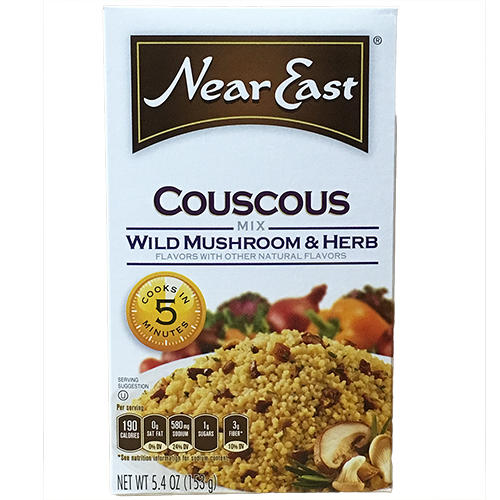 Near East®
COUSCOUS
MIX
WILD MUSHROOM & HERB
FLAVORS WITH OTHER NATURAL FLAVORS
COOKS IN
5
MINUTES
SERVING
SUGGESTION
U
Per serving
190 0g 580mg 1g 3g
CALORIES SAT FAT SODIUM SUGARS FIBER*
0% DV 24% DV 10% DV
*See nutrition information for sodium content.
NET WT 5.4 OZ (153 g)